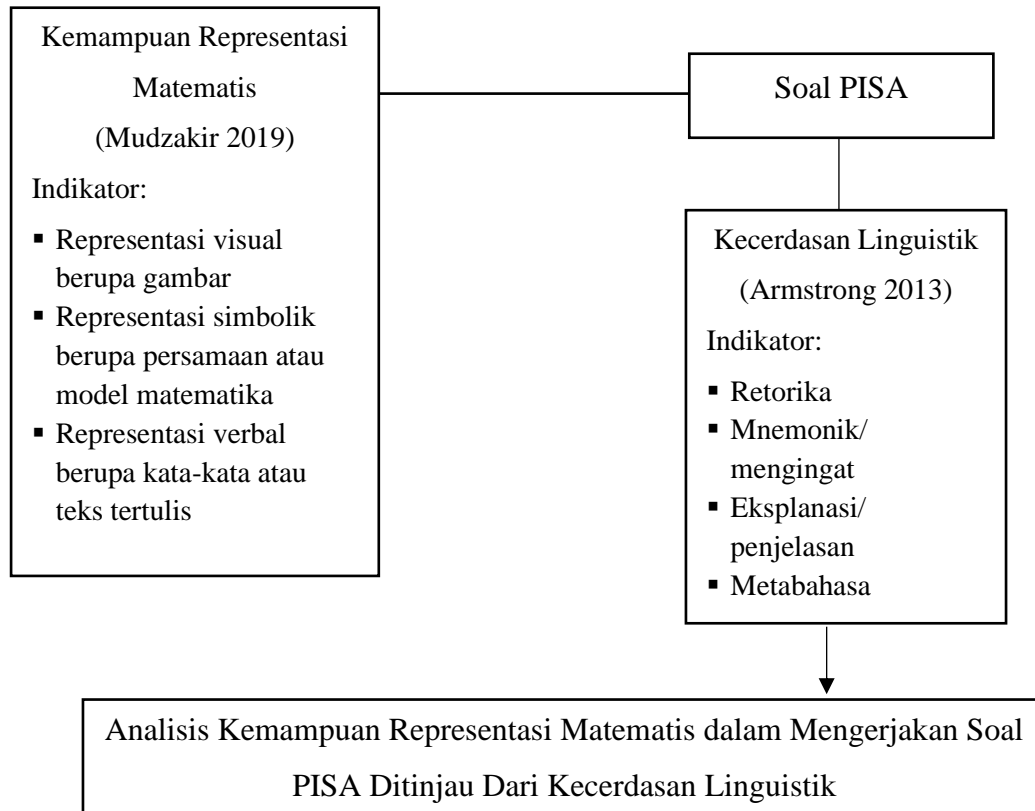 Kemampuan Representasi
Matematis
(Mudzakir 2019)
Indikator:
▪ Representasi visual
berupa gambar
▪ Representasi simbolik
berupa persamaan atau
model matematika
▪ Representasi verbal
berupa kata-kata atau
teks tertulis
Soal PISA
Kecerdasan Linguistik
(Armstrong 2013)
Indikator:
▪ Retorika
▪ Mnemonik/
mengingat
▪ Eksplanasi/
penjelasan
▪ Metabahasa
Analisis Kemampuan Representasi Matematis dalam Mengerjakan Soal
PISA Ditinjau Dari Kecerdasan Linguistik